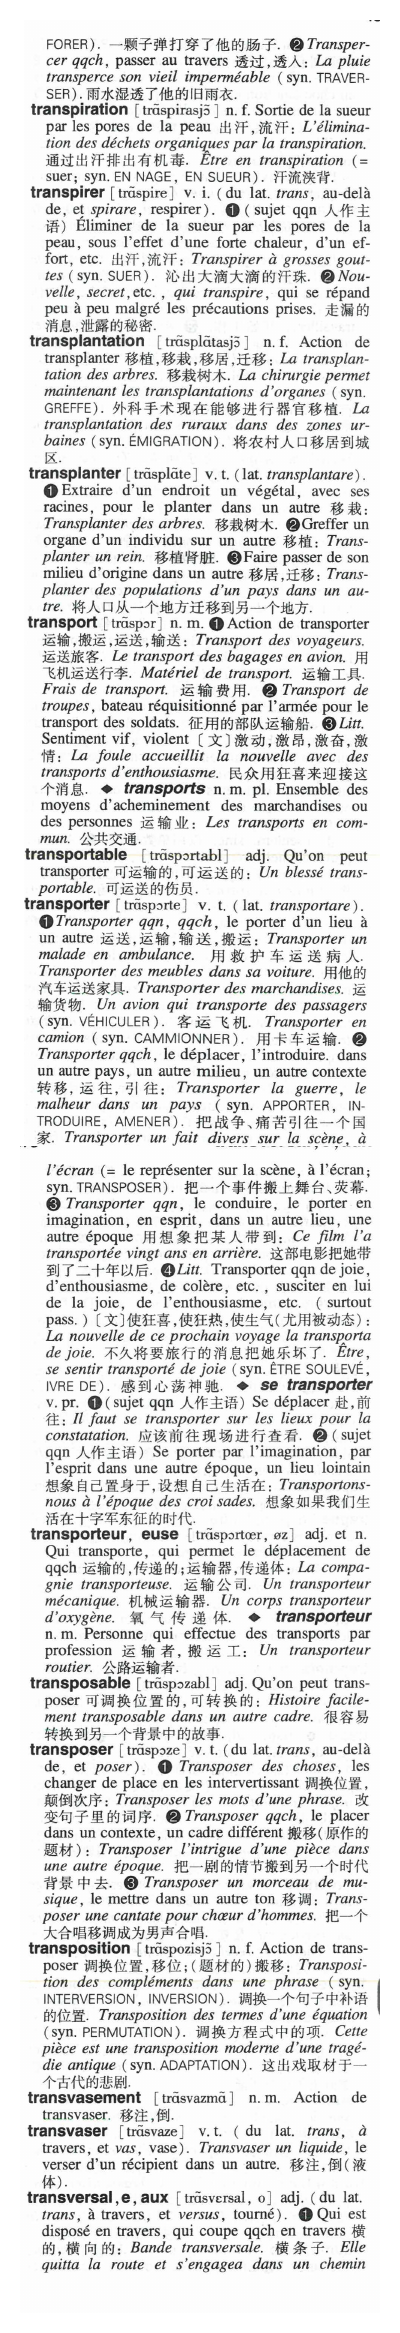 FORER). 一颗子弹打穿了他的肠子. ❷ Transper-
cer qqch, passer au travers 透过,透入: La pluie
transperce son vieil imperméable (syn. TRAVER-
SER). 雨水湿透了他的旧雨衣.
transpiration [trɑ̃spirasjɔ̃] n. f. Sortie de la sueur
par les pores de la peau 出汗,流汗: L'élimina-
tion des déchets organiques par la transpiration.
通过出汗排出有机毒. Être en transpiration (=
suer; syn. EN NAGE, EN SUEUR). 汗流浃背.
transpirer [trɑ̃spire] v. i. (du lat. trans, au-delà
de, et spirare, respirer). ❶ (sujet qqn 人作主
语) Éliminer de la sueur par les pores de la
peau, sous l'effet d'une forte chaleur, d'un ef-
fort, etc. 出汗,流汗: Transpirer à grosses gout-
tes (syn. SUER). 沁出大滴大滴的汗珠. ❷ Nou-
velle, secret, etc., qui transpire, qui se répand
peu à peu malgré les précautions prises. 走漏的
消息,泄露的秘密.
transplantation [trɑ̃splɑ̃tasjɔ̃] n. f. Action de
transplanter 移植,移栽,移居,迁移: La transplan-
tation des arbres. 移栽树木. La chirurgie permet
maintenant les transplantations d'organes (syn.
GREFFE). 外科手术现在能够进行器官移植. La
transplantation des ruraux dans des zones ur-
baines (syn. ÉMIGRATION). 将农村人口移居到城
区.
transplanter [trɑ̃splɑ̃te] v. t. (lat. transplantare).
❶ Extraire d'un endroit un végétal, avec ses
racines, pour le planter dans un autre 移栽:
Transplanter des arbres. 移栽树木. ❷ Greffer un
organe d'un individu sur un autre 移植: Trans-
planter un rein. 移植肾脏. ❸ Faire passer de son
milieu d'origine dans un autre 移居,迁移: Trans-
planter des populations d'un pays dans un au-
tre. 将人口从一个地方迁移到另一个地方.
transport [trɑ̃spɔr] n. m. ❶ Action de transporter
运输,搬运,运送,输送: Transport des voyageurs.
运送旅客. Le transport des bagages en avion. 用
飞机运送行李. Matériel de transport. 运输工具.
Frais de transport. 运输费用. ❷ Transport de
troupes, bateau réquisitionné par l'armée pour le
transport des soldats. 征用的部队运输船. ❸ Litt.
Sentiment vif, violent 〔文〕激动,激昂,激奋,激
情: La foule accueillit la nouvelle avec des
transports d'enthousiasme. 民众用狂喜来迎接这
个消息. ◆ transports n. m. pl. Ensemble des
moyens d'acheminement des marchandises ou
des personnes 运输业: Les transports en com-
mun. 公共交通.
transportable [trɑ̃spɔrtabl] adj. Qu'on peut
transporter 可运输的,可运送的: Un blessé trans-
portable. 可运送的伤员.
transporter [trɑ̃spɔrte] v. t. (lat. transportare).
❶ Transporter qqn, qqch, le porter d'un lieu à
un autre 运送,运输,输送,搬运: Transporter un
malade en ambulance. 用救护车运送病人.
Transporter des meubles dans sa voiture. 用他的
汽车运送家具. Transporter des marchandises. 运
输货物. Un avion qui transporte des passagers
(syn. VÉHICULER). 客运飞机. Transporter en
camion (syn. CAMMIONNER). 用卡车运输. ❷
Transporter qqch, le déplacer, l'introduire. dans
un autre pays, un autre milieu, un autre contexte
转移,运往,引往: Transporter la guerre, le
malheur dans un pays (syn. APPORTER, IN-
TRODUIRE, AMENER). 把战争、痛苦引往一个国
家. Transporter un fait divers sur la scène, à
l'écran (= le représenter sur la scène, à l'écran;
syn. TRANSPOSER). 把一个事件搬上舞台、荧幕.
❸ Transporter qqn, le conduire, le porter en
imagination, en esprit, dans un autre lieu, une
autre époque 用想象把某人带到: Ce film l'a
transportée vingt ans en arrière. 这部电影把她带
到了二十年以后. ❹ Litt. Transporter qqn de joie,
d'enthousiasme, de colère, etc., susciter en lui
de la joie, de l'enthousiasme, etc. (surtout
pass.) 〔文〕使狂喜,使狂热,使生气(尤用被动态):
La nouvelle de ce prochain voyage la transporta
de joie. 不久将要旅行的消息把她乐坏了. Être,
se sentir transporté de joie (syn. ÊTRE SOULEVÉ,
IVRE DE). 感到心荡神驰. ◆ se transporter
v. pr. ❶ (sujet qqn 人作主语) Se déplacer 赴,前
往: Il faut se transporter sur les lieux pour la
constatation. 应该前往现场进行查看. ❷ (sujet
qqn 人作主语) Se porter par l'imagination, par
l'esprit dans une autre époque, un lieu lointain
想象自己置身于,设想自己生活在: Transportons-
nous à l'époque des croi sades. 想象如果我们生
活在十字军东征的时代.
transporteur, euse [trɑ̃spɔrtœr, øz] adj. et n.
Qui transporte, qui permet le déplacement de
qqch 运输的,传递的;运输器,传递体: La compa-
gnie transporteuse. 运输公司. Un transporteur
mécanique. 机械运输器. Un corps transporteur
d'oxygène. 氧气传递体. ◆ transporteur
n. m. Personne qui effectue des transports par
profession 运输者,搬运工: Un transporteur
routier. 公路运输者.
transposable [trɑ̃spozabl] adj. Qu'on peut trans-
poser 可调换位置的,可转换的: Histoire facile-
ment transposable dans un autre cadre. 很容易
转换到另一个背景中的故事.
transposer [trɑ̃spoze] v. t. (du lat. trans, au-delà
de, et poser). ❶ Transposer des choses, les
changer de place en les intervertissant 调换位置,
颠倒次序: Transposer les mots d'une phrase. 改
变句子里的词序. ❷ Transposer qqch, le placer
dans un contexte, un cadre différent 搬移(原作的
题材): Transposer l'intrigue d'une pièce dans
une autre époque. 把一剧的情节搬到另一个时代
背景中去. ❸ Transposer un morceau de mu-
sique, le mettre dans un autre ton 移调: Trans-
poser une cantate pour chœur d'hommes. 把一个
大合唱移调成为男声合唱.
transposition [trɑ̃spozisjɔ̃] n. f. Action de trans-
poser 调换位置,移位;(题材的)搬移: Transposi-
tion des compléments dans une phrase (syn.
INTERVERSION, INVERSION). 调换一个句子中补语
的位置. Transposition des termes d'une équation
(syn. PERMUTATION). 调换方程式中的项. Cette
pièce est une transposition moderne d'une tragé-
die antique (syn. ADAPTATION). 这出戏取材于一
个古代的悲剧.
transvasement [trɑ̃svazmɑ̃] n. m. Action de
transvaser. 移注,倒.
transvaser [trɑ̃svaze] v. t. (du lat. trans, à
travers, et vas, vase). Transvaser un liquide, le
verser d'un récipient dans un autre. 移注,倒(液
体).
transversal, e, aux [trɑ̃svɛrsal, o] adj. (du lat.
trans, à travers, et versus, tourné). ❶ Qui est
disposé en travers, qui coupe qqch en travers 横
的,横向的: Bande transversale. 横条子. Elle
quitta la route et s'engagea dans un chemin